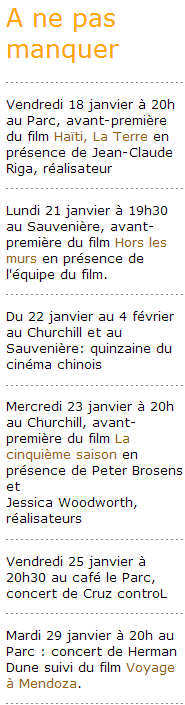 A ne pas
manquer
Vendredi 18 janvier à 20h
au Parc, avant-première
du film Haïti, La Terre en
présence de Jean-Claude
Riga, réalisateur
Lundi 21 janvier à 19h30
au Sauvenière, avant-
première du film Hors les
murs en présence de
l'équipe du film.
Du 22 janvier au 4 février
au Churchill et au
Sauvenière: quinzaine du
cinéma chinois
Mercredi 23 janvier à 20h
au Churchill, avant-
première du film La
cinquième saison en
présence de Peter Brosens
et
Jessica Woodworth,
réalisateurs
Vendredi 25 janvier à
20h30 au café le Parc,
concert de Cruz controL
Mardi 29 janvier à 20h au
Parc : concert de Herman
Dune suivi du film Voyage
à Mendoza.